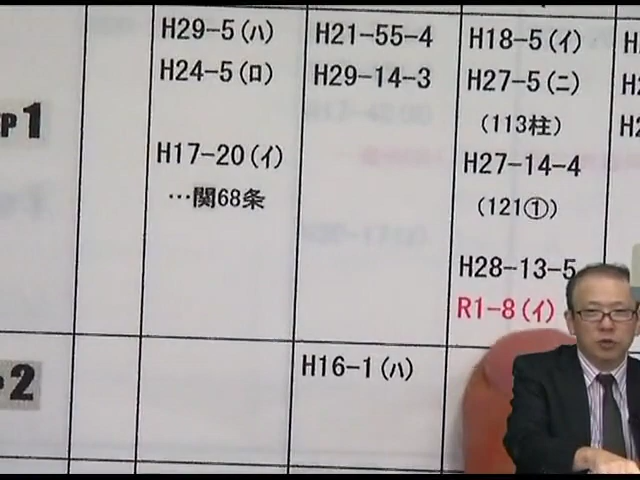 P1
H29-5(ハ)
H24-5(ロ)
H17-20(イ)
…関68条
H21-55-4
H29-14-3
H18-5(イ)
H27-5(ニ)
(113柱)
H27-14-4
(121①)
H28-13-5
R1-8(イ)
2
H16-1(ハ)